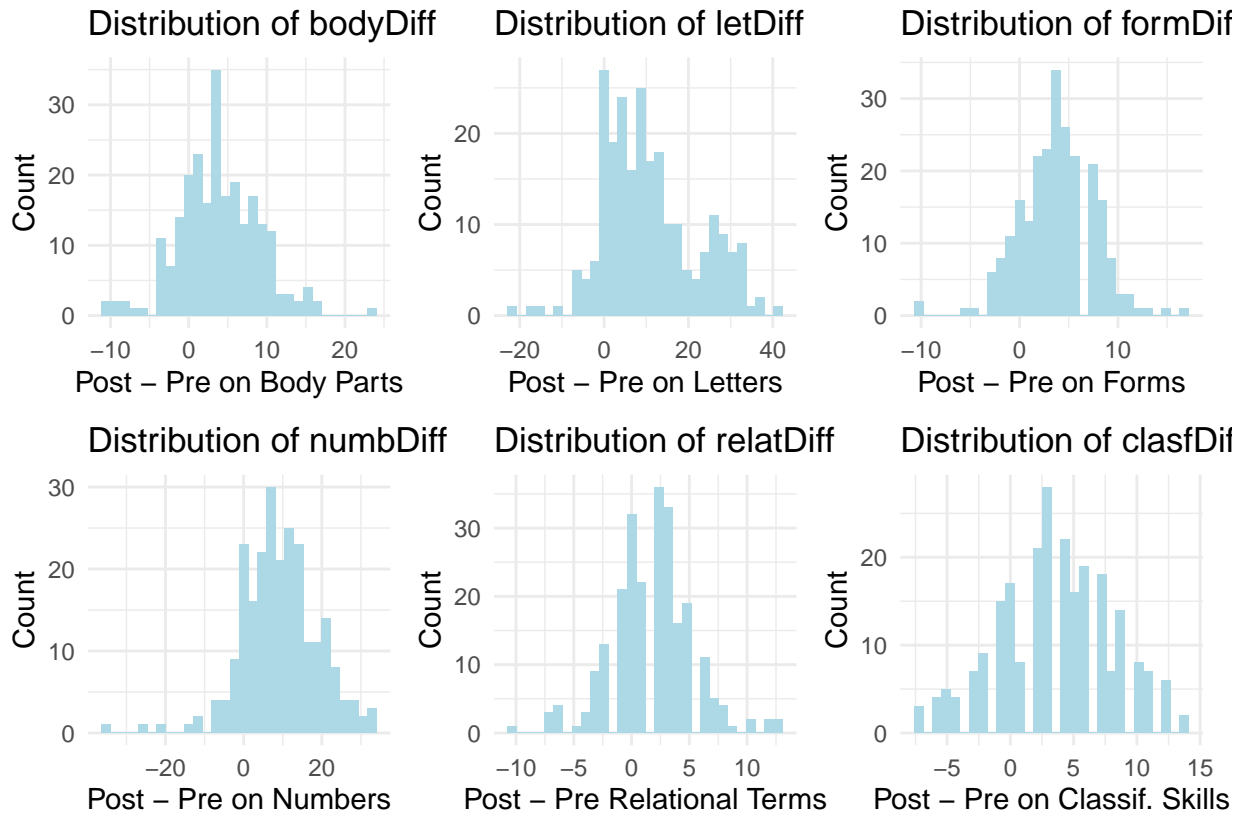 Distribution of bodyDiff
Count
30
20
10
0
−10 0 10 20
Post − Pre on Body Parts
Distribution of letDiff
Count
20
10
0
−20 0 20 40
Post − Pre on Letters
Distribution of formDif
Count
30
20
10
0
−10 0 10
Post − Pre on Forms
Distribution of numbDiff
Count
30
20
10
0
−20 0 20
Post − Pre on Numbers
Distribution of relatDiff
Count
30
20
10
0
−10 −5 0 5 10
Post − Pre Relational Terms
Distribution of clasfDif
Count
20
10
0
−5 0 5 10 15
Post − Pre on Classif. Skills